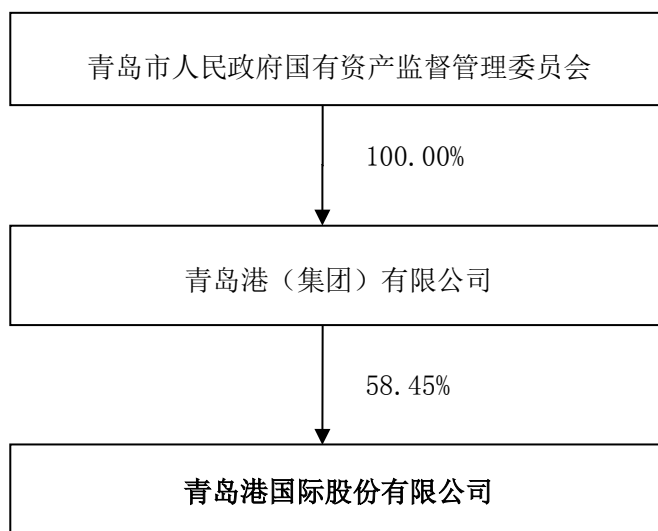 青岛市人民政府国有资产监督管理委员会
100.00%
青岛港（集团）有限公司
58.45%
青岛港国际股份有限公司